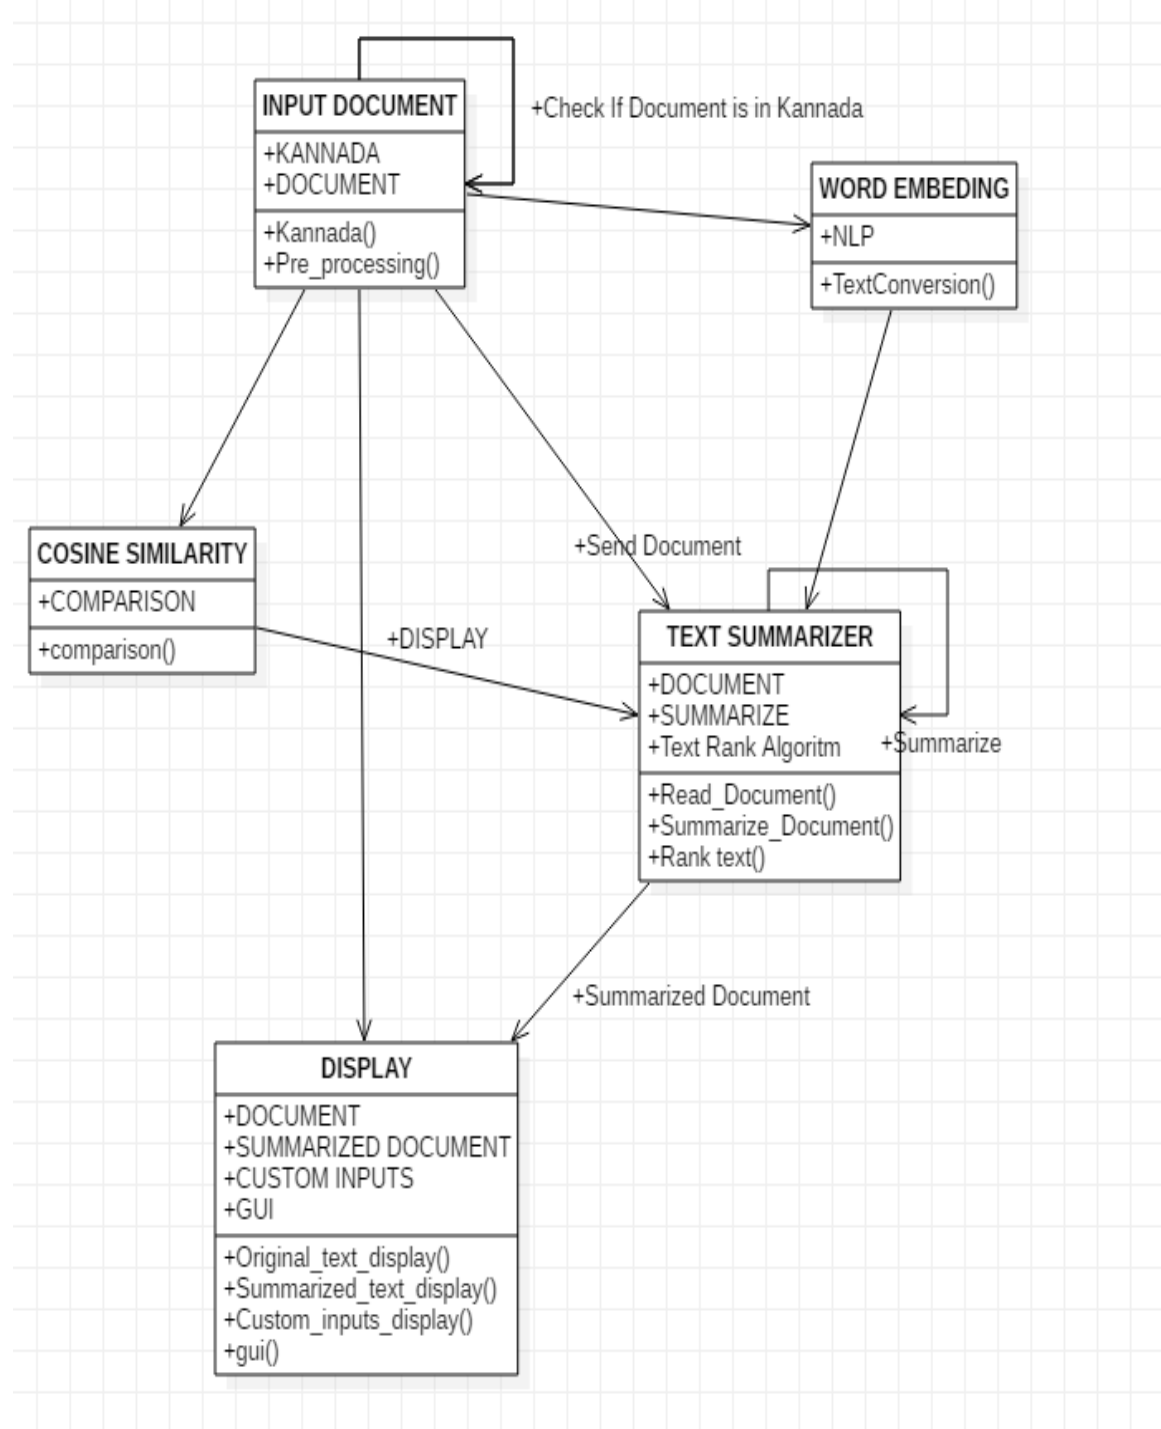 INPUT DOCUMENT
+KANNADA
+DOCUMENT
+Kannada()
+Pre_processing()
+Check If Document is in Kannada
WORD EMBEDING
+NLP
+TextConversion()
COSINE SIMILARITY
+COMPARISON
+comparison()
+Send Document
+DISPLAY
TEXT SUMMARIZER
+DOCUMENT
+SUMMARIZE
+Text Rank Algoritm
+Read_Document()
+Summarize_Document()
+Rank text()
+Summarize
+Summarized Document
DISPLAY
+DOCUMENT
+SUMMARIZED DOCUMENT
+CUSTOM INPUTS
+GUI
+Original_text_display()
+Summarized_text_display()
+Custom_inputs_display()
+gui()